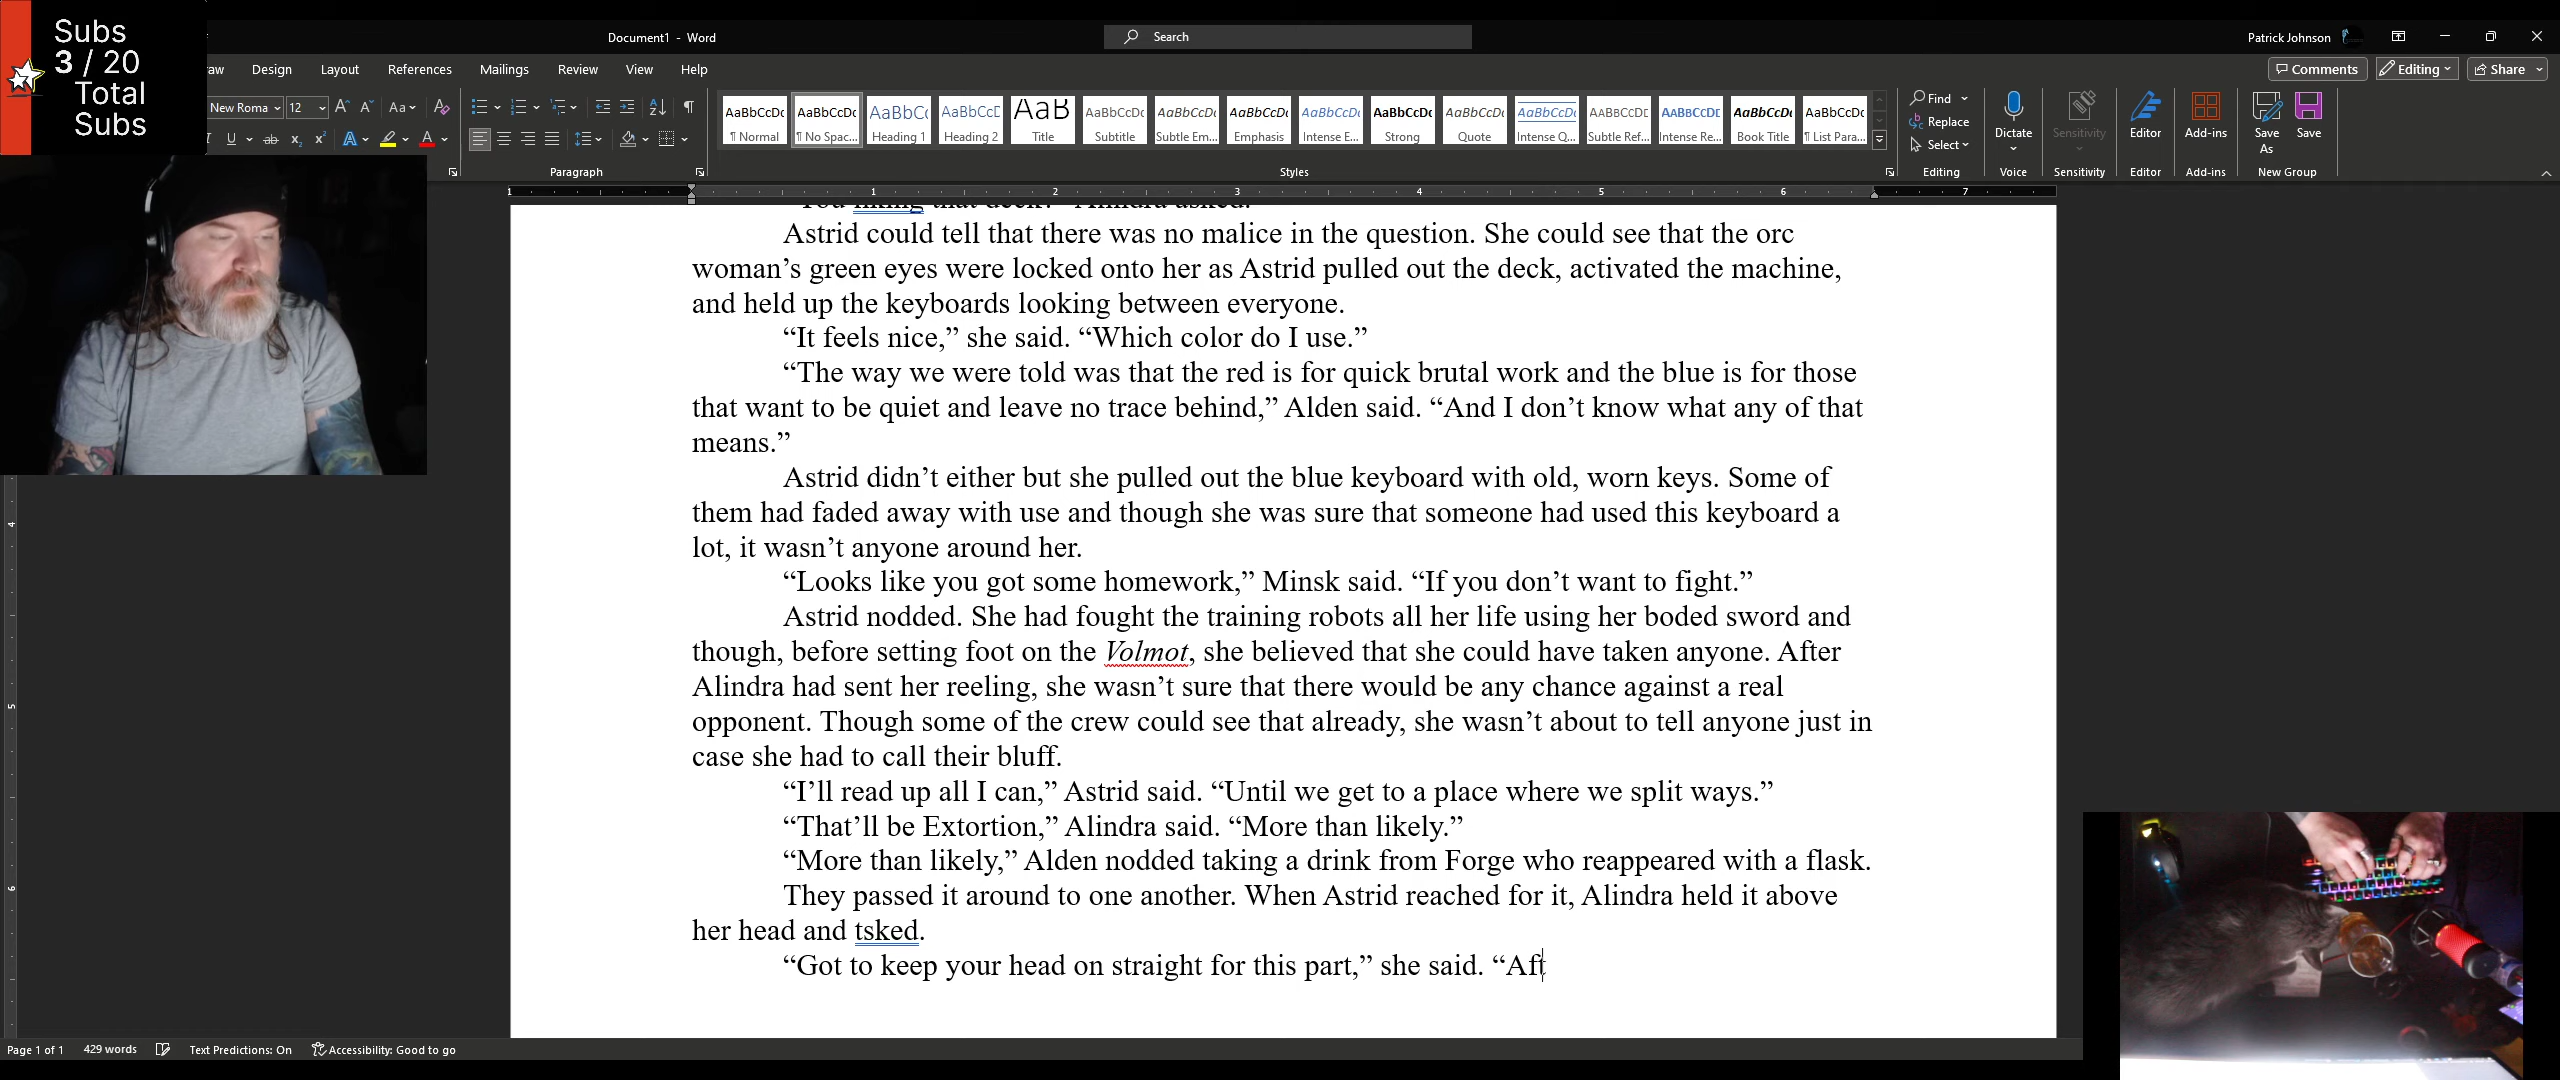 Subs
3 / 20
Total
Subs
Document1 - Word
Search
Patrick Johnson
aw Design Layout References Mailings Review View Help
Comments Editing Share
New Roma 12 Aa
AaBbCcDc AaBbCcDc AaBbC AaBbCcE AaB AaBbCcDc AaBbCcDc AaBbCcDc AaBbCcDc AaBbCcDc AaBbCcDc AaBbCcDc AABBCCDE AABBCCDE AaBbCcDc AaBbCcDc
¶ Normal ¶ No Spac... Heading 1 Heading 2 Title Subtitle Subtle Em... Emphasis Intense E... Strong Quote Intense Q... Subtle Ref... Intense Re... Book Title ¶ List Para...
Find
Replace
Select
Dictate Sensitivity Editor Add-ins Save As Save
Paragraph Styles Editing Voice Sensitivity Editor Add-ins New Group
1 1 2 3 4 5 6 7
“You liking that deck?” Alindra asked.
Astrid could tell that there was no malice in the question. She could see that the orc
woman’s green eyes were locked onto her as Astrid pulled out the deck, activated the machine,
and held up the keyboards looking between everyone.
“It feels nice,” she said. “Which color do I use.”
“The way we were told was that the red is for quick brutal work and the blue is for those
that want to be quiet and leave no trace behind,” Alden said. “And I don’t know what any of that
means.”
Astrid didn’t either but she pulled out the blue keyboard with old, worn keys. Some of
them had faded away with use and though she was sure that someone had used this keyboard a
lot, it wasn’t anyone around her.
“Looks like you got some homework,” Minsk said. “If you don’t want to fight.”
Astrid nodded. She had fought the training robots all her life using her boded sword and
though, before setting foot on the Volmot, she believed that she could have taken anyone. After
Alindra had sent her reeling, she wasn’t sure that there would be any chance against a real
opponent. Though some of the crew could see that already, she wasn’t about to tell anyone just in
case she had to call their bluff.
“I’ll read up all I can,” Astrid said. “Until we get to a place where we split ways.”
“That’ll be Extortion,” Alindra said. “More than likely.”
“More than likely,” Alden nodded taking a drink from Forge who reappeared with a flask.
They passed it around to one another. When Astrid reached for it, Alindra held it above
her head and tsked.
“Got to keep your head on straight for this part,” she said. “Aft
4
5
6
Page 1 of 1 429 words Text Predictions: On Accessibility: Good to go